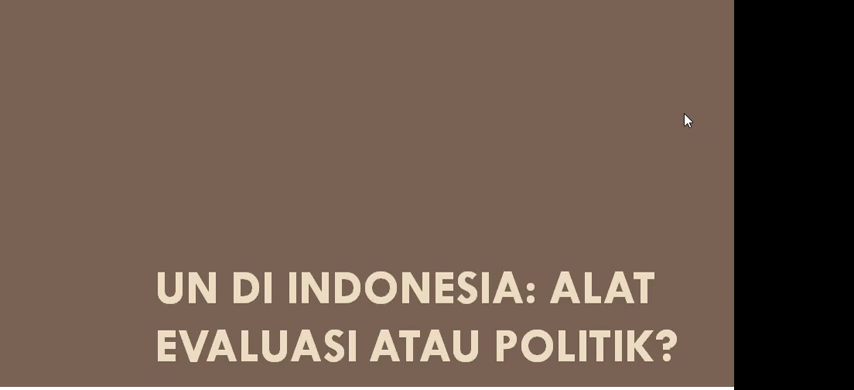 UN DI INDONESIA: ALAT
EVALUASI ATAU POLITIK?